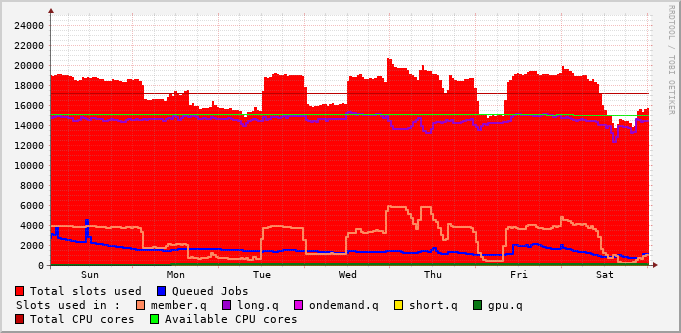 24000
22000
20000
18000
16000
14000
12000
10000
8000
6000
4000
2000
0
Sun Mon Tue Wed Thu Fri Sat
RRDTOOL / TOBI OETIKER
Total slots used Queued Jobs
Slots used in : member.q long.q ondemand.q short.q gpu.q
Total CPU cores Available CPU cores